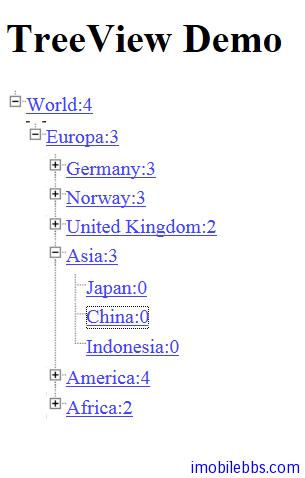 TreeView Demo
World:4
Europa:3
Germany:3
Norway:3
United Kingdom:2
Asia:3
Japan:0
China:0
Indonesia:0
America:4
Africa:2
imobilebbs.com